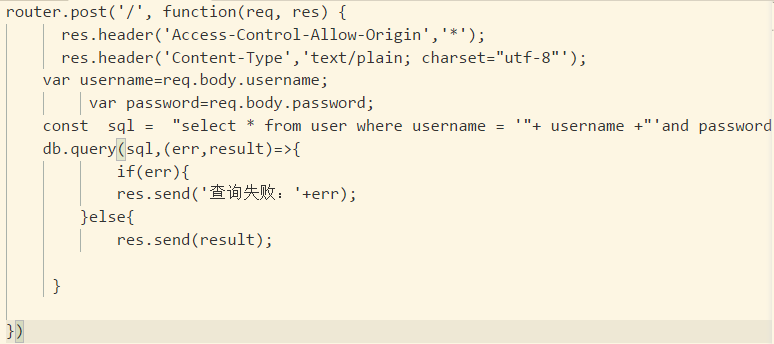 router.post('/', function(req, res) {
res.header('Access-Control-Allow-Origin','*');
res.header('Content-Type','text/plain; charset="utf-8"');
var username=req.body.username;
var password=req.body.password;
const  sql =  "select * from user where username = '"+ username +"'and password
db.query(sql,(err,result)=>{
if(err){
res.send('查询失败：'+err);
}else{
res.send(result);
}
})